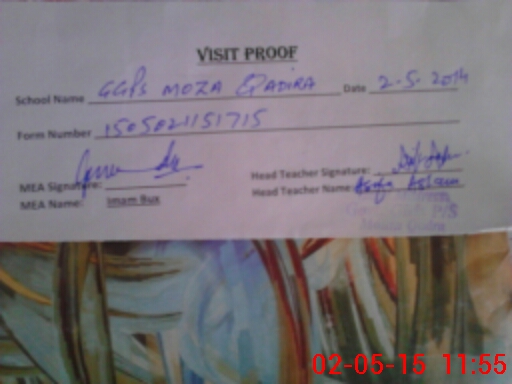 VISIT PROOF
School Name GGPS MOZA QADIRA Date 2-5-2014
Form Number 1505021151715
MEA Signature: Head Teacher Signature:
MEA Name: Imam Bux Head Teacher Name:
02-05-15 11:55